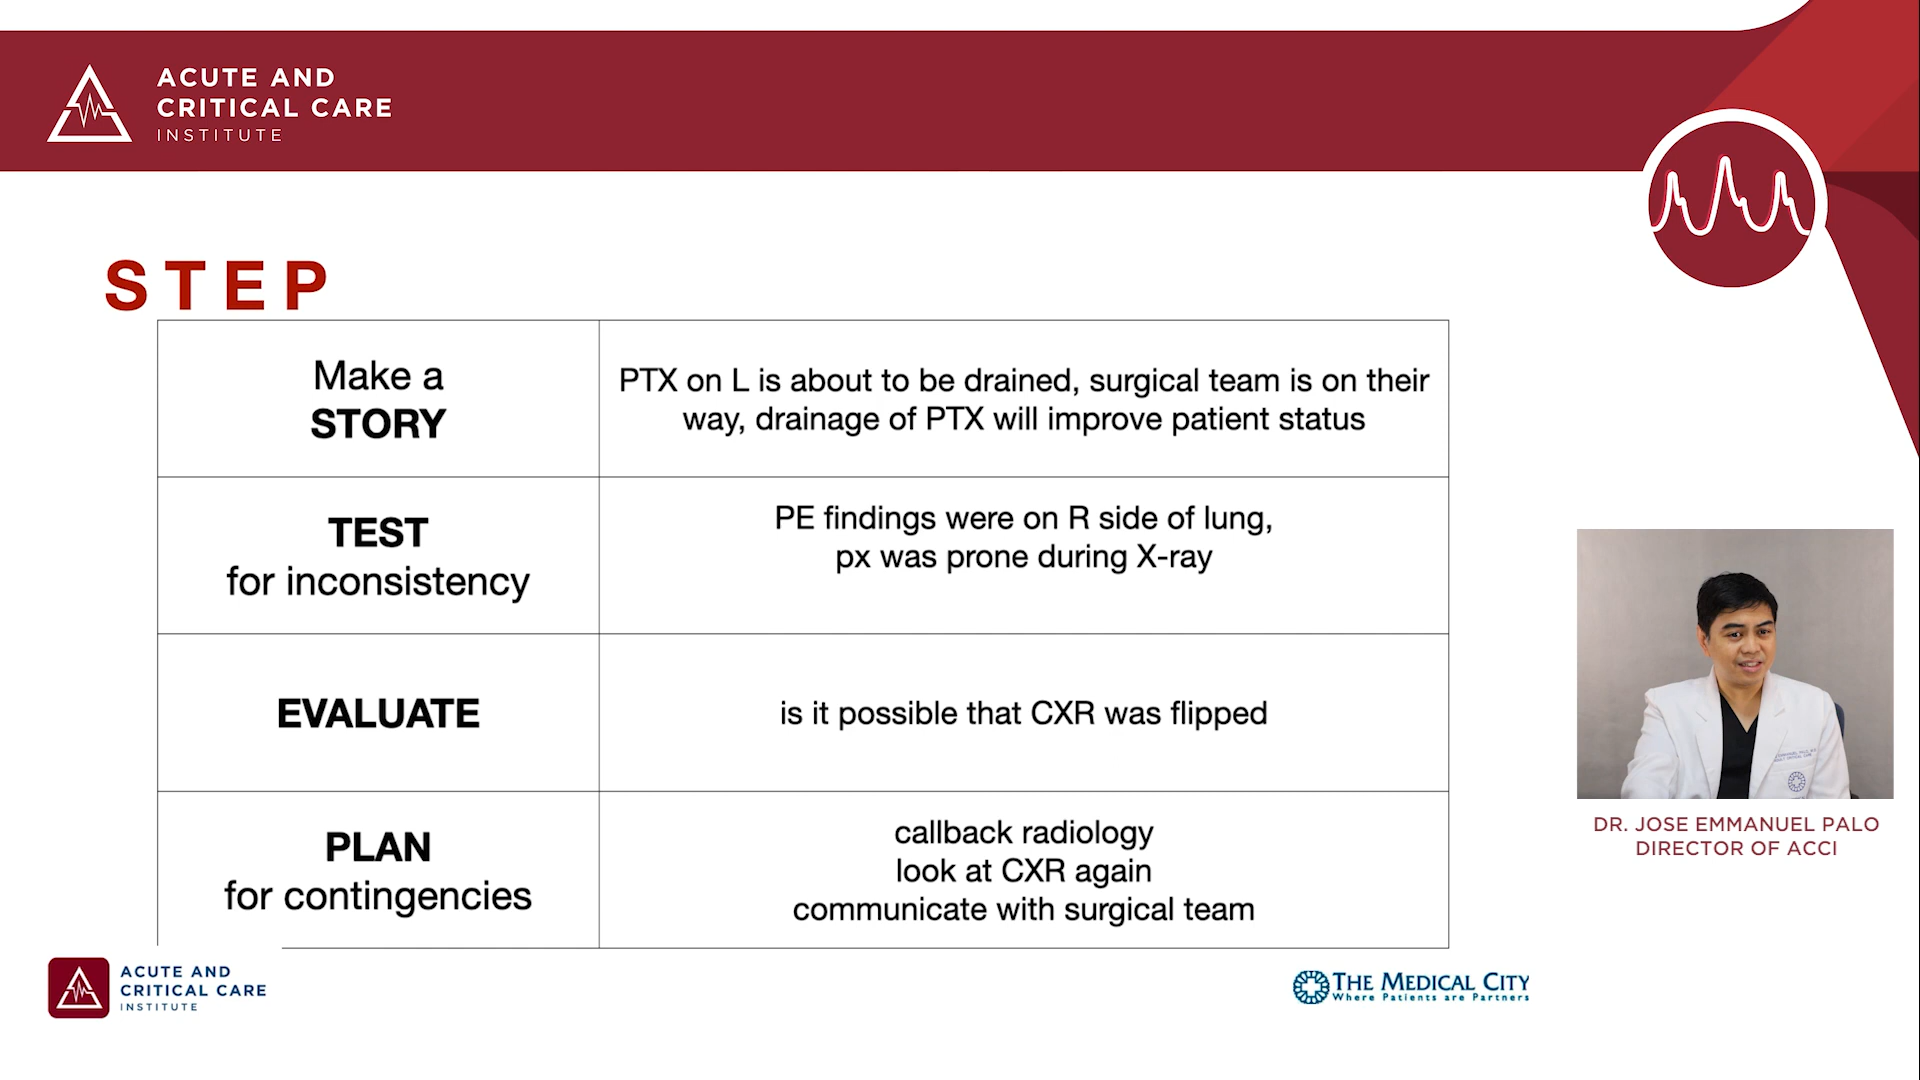 ACUTE AND
CRITICAL CARE
INSTITUTE
STEP
Make a
STORY
PTX on L is about to be drained, surgical team is on their
way, drainage of PTX will improve patient status
TEST
for inconsistency
PE findings were on R side of lung,
px was prone during X-ray
EVALUATE
is it possible that CXR was flipped
PLAN
for contingencies
callback radiology
look at CXR again
communicate with surgical team
DR. JOSE EMMANUEL PALO
DIRECTOR OF ACCI
ACUTE AND
CRITICAL CARE
INSTITUTE
THE MEDICAL CITY
Where Patients are Partners